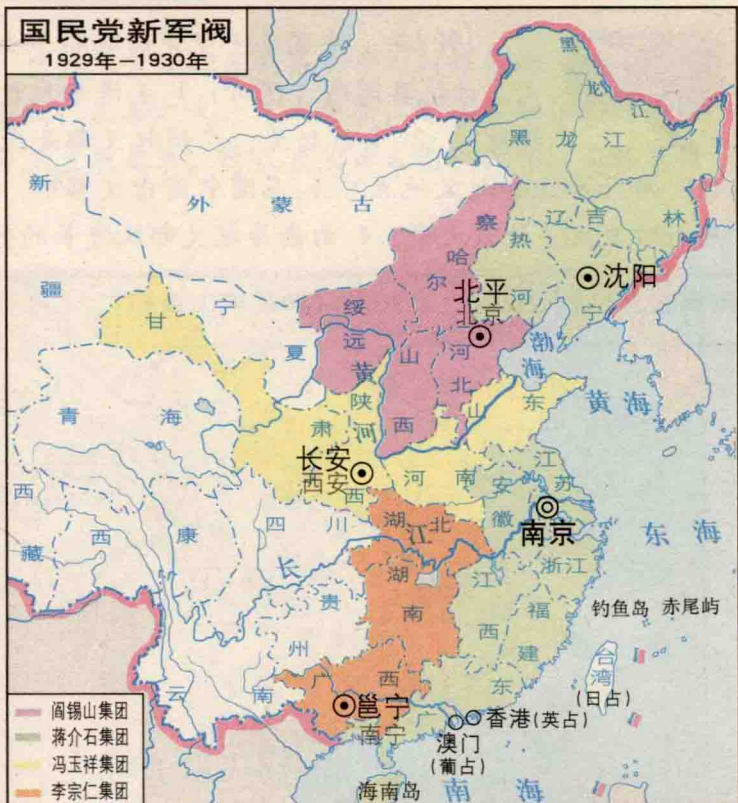 国民党新军阀
1929年—1930年
黑龙江
黑龙江
新疆
外蒙古
察哈尔
热河
辽宁
吉林
沈阳
北平
北京
绥远
宁夏
甘肃
山西
河北
渤海
黄海
黄河
陕西
山东
青海
长安
西安
河南
江苏
安徽
南京
西藏
西康
四川
湖北
长江
东海
浙江
湖南
江西
福建
钓鱼岛 赤尾屿
贵州
云南
广西
广东
台湾
(日占)
邕宁
南宁
香港(英占)
澳门
(葡占)
海南岛
南海
阎锡山集团
蒋介石集团
冯玉祥集团
李宗仁集团